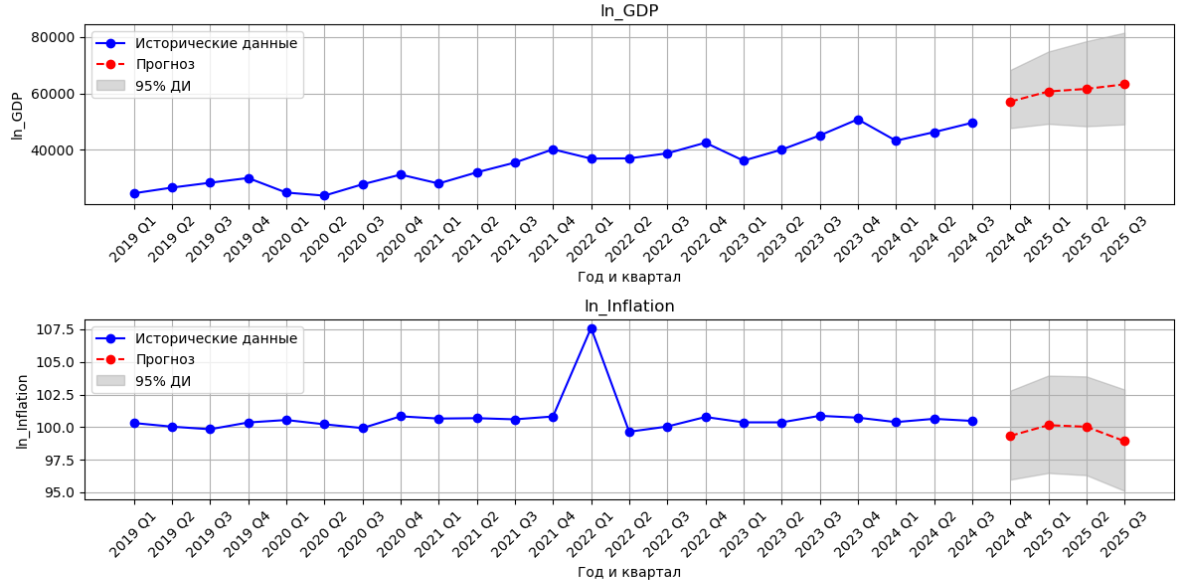 ln_GDP
80000
60000
40000
ln_GDP
Исторические данные
Прогноз
95% ДИ
2019 Q1
2019 Q2
2019 Q3
2019 Q4
2020 Q1
2020 Q2
2020 Q3
2020 Q4
2021 Q1
2021 Q2
2021 Q3
2021 Q4
2022 Q1
2022 Q2
2022 Q3
2022 Q4
2023 Q1
2023 Q2
2023 Q3
2023 Q4
2024 Q1
2024 Q2
2024 Q3
2024 Q4
2025 Q1
2025 Q2
2025 Q3
Год и квартал
ln_Inflation
107.5
105.0
102.5
100.0
97.5
95.0
ln_Inflation
Исторические данные
Прогноз
95% ДИ
2019 Q1
2019 Q2
2019 Q3
2019 Q4
2020 Q1
2020 Q2
2020 Q3
2020 Q4
2021 Q1
2021 Q2
2021 Q3
2021 Q4
2022 Q1
2022 Q2
2022 Q3
2022 Q4
2023 Q1
2023 Q2
2023 Q3
2023 Q4
2024 Q1
2024 Q2
2024 Q3
2024 Q4
2025 Q1
2025 Q2
2025 Q3
Год и квартал